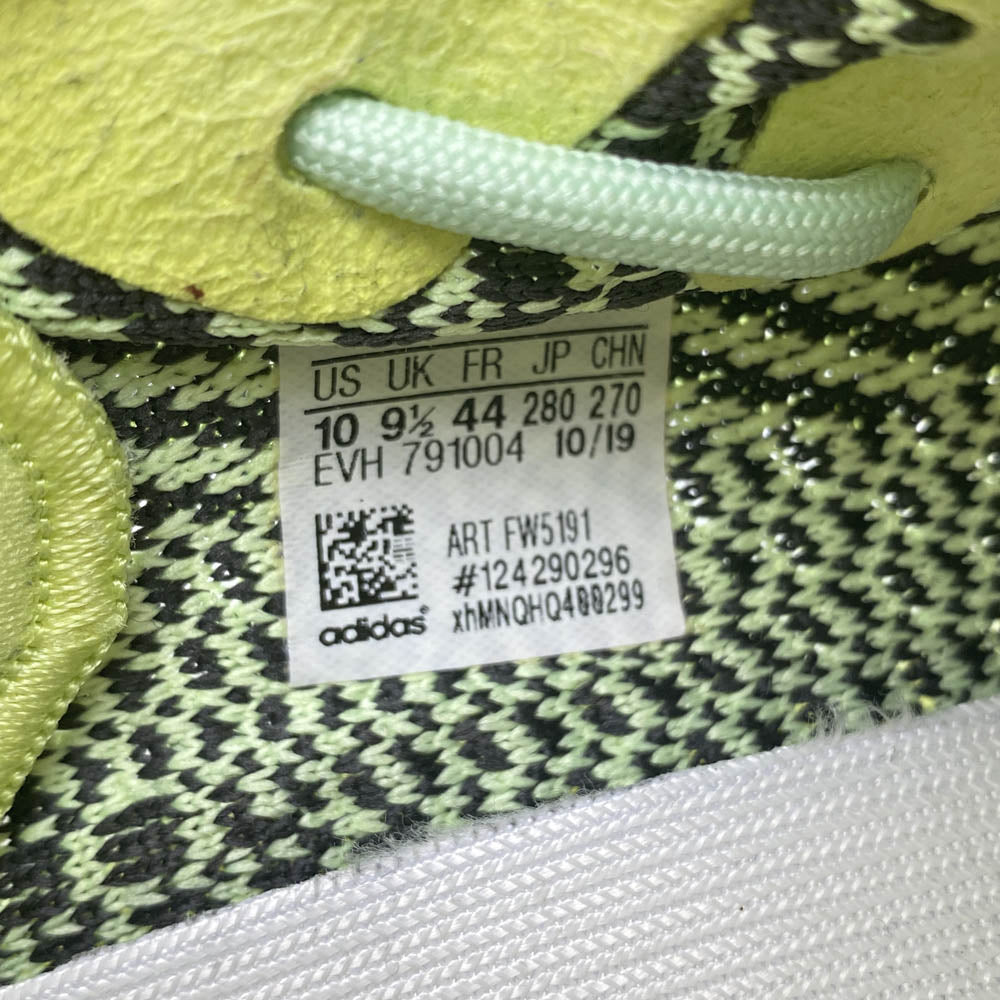 US UK FR JP CHN
10 9½ 44 280 270
EVH 791004 10/19
ART FW5191
#124290296
adidas®